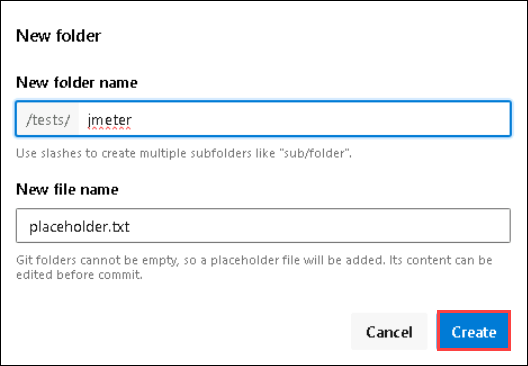 New folder
New folder name
/tests/ jmeter
Use slashes to create multiple subfolders like "sub/folder".
New file name
placeholder.txt
Git folders cannot be empty, so a placeholder file will be added. Its content can be
edited before commit.
Cancel Create